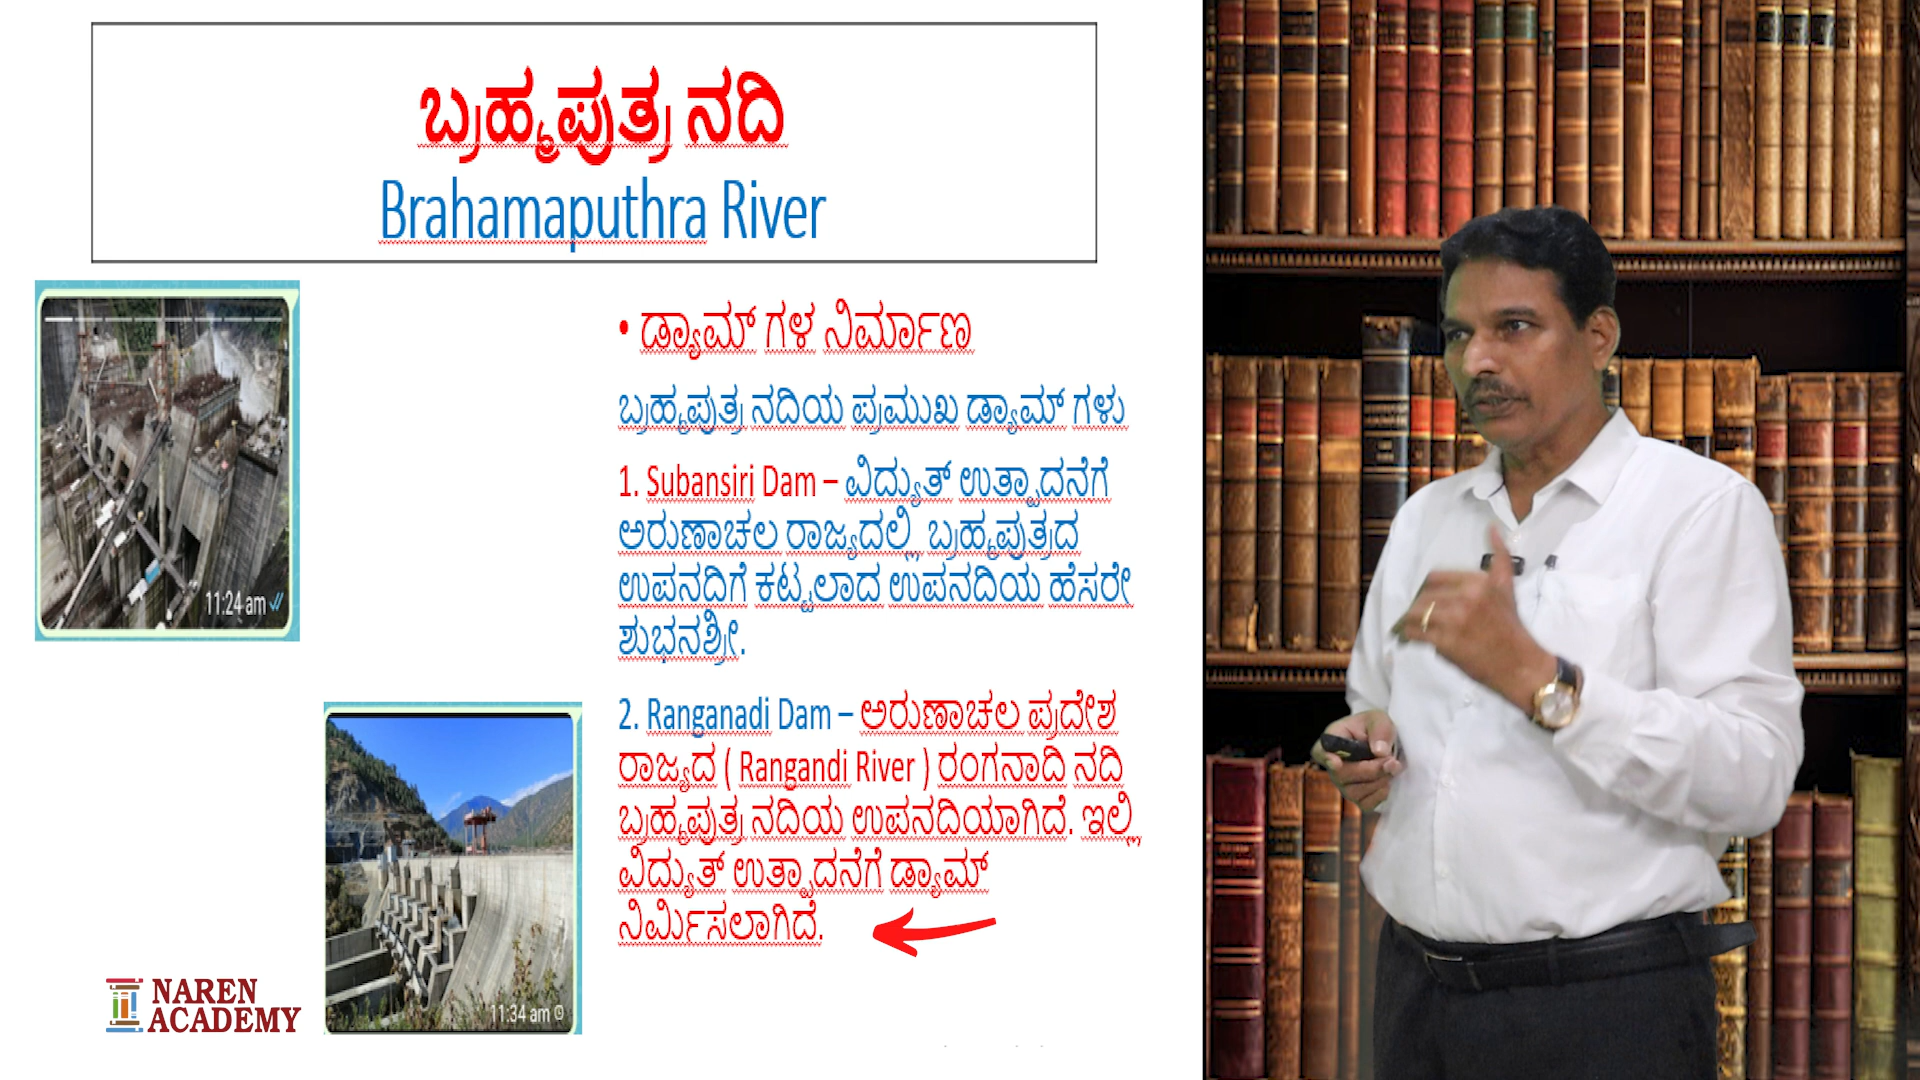 ಬ್ರಹ್ಮಪುತ್ರ ನದಿ
Brahamaputhra River
• ಡ್ಯಾಮ್ ಗಳ ನಿರ್ಮಾಣ
ಬ್ರಹ್ಮಪುತ್ರ ನದಿಯ ಪ್ರಮುಖ ಡ್ಯಾಮ್ ಗಳು
1. Subansiri Dam – ವಿದ್ಯುತ್ ಉತ್ಪಾದನೆಗೆ
ಅರುಣಾಚಲ ರಾಜ್ಯದಲ್ಲಿ ಬ್ರಹ್ಮಪುತ್ರದ
ಉಪನದಿಗೆ ಕಟ್ಟಲಾದ ಉಪನದಿಯ ಹೆಸರೇ
ಶುಭನಶ್ರೀ.
2. Ranganadi Dam – ಅರುಣಾಚಲ ಪ್ರದೇಶ
ರಾಜ್ಯದ ( Rangandi River ) ರಂಗನಾದಿ ನದಿ
ಬ್ರಹ್ಮಪುತ್ರ ನದಿಯ ಉಪನದಿಯಾಗಿದೆ. ಇಲ್ಲಿ
ವಿದ್ಯುತ್ ಉತ್ಪಾದನೆಗೆ ಡ್ಯಾಮ್
ನಿರ್ಮಿಸಲಾಗಿದೆ.
11:24 am
11:34 am
NAREN
ACADEMY